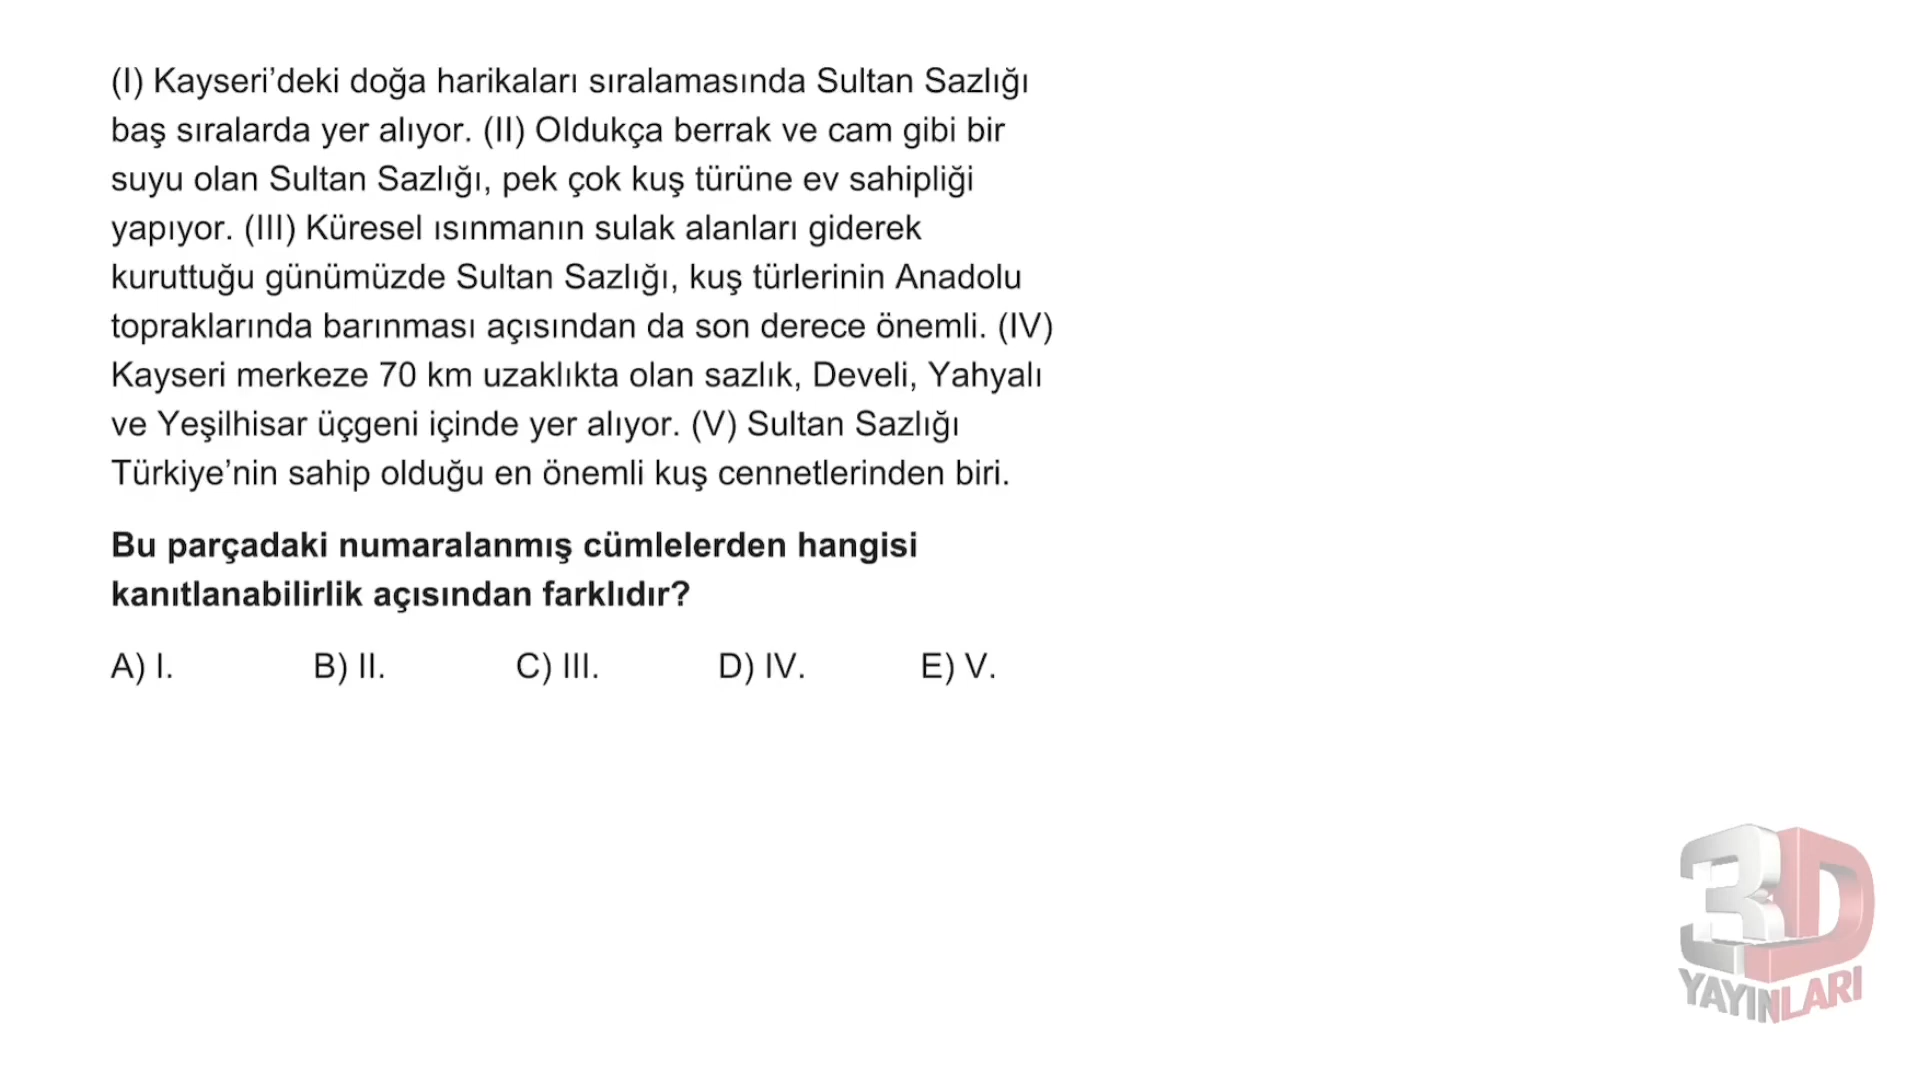 (I) Kayseri’deki doğa harikaları sıralamasında Sultan Sazlığı
baş sıralarda yer alıyor. (II) Oldukça berrak ve cam gibi bir
suyu olan Sultan Sazlığı, pek çok kuş türüne ev sahipliği
yapıyor. (III) Küresel ısınmanın sulak alanları giderek
kuruttuğu günümüzde Sultan Sazlığı, kuş türlerinin Anadolu
topraklarında barınması açısından da son derece önemli. (IV)
Kayseri merkeze 70 km uzaklıkta olan sazlık, Develi, Yahyalı
ve Yeşilhisar üçgeni içinde yer alıyor. (V) Sultan Sazlığı
Türkiye’nin sahip olduğu en önemli kuş cennetlerinden biri.
Bu parçadaki numaralanmış cümlelerden hangisi
kanıtlanabilirlik açısından farklıdır?
A) I. B) II. C) III. D) IV. E) V.
3D
YAYINLARI